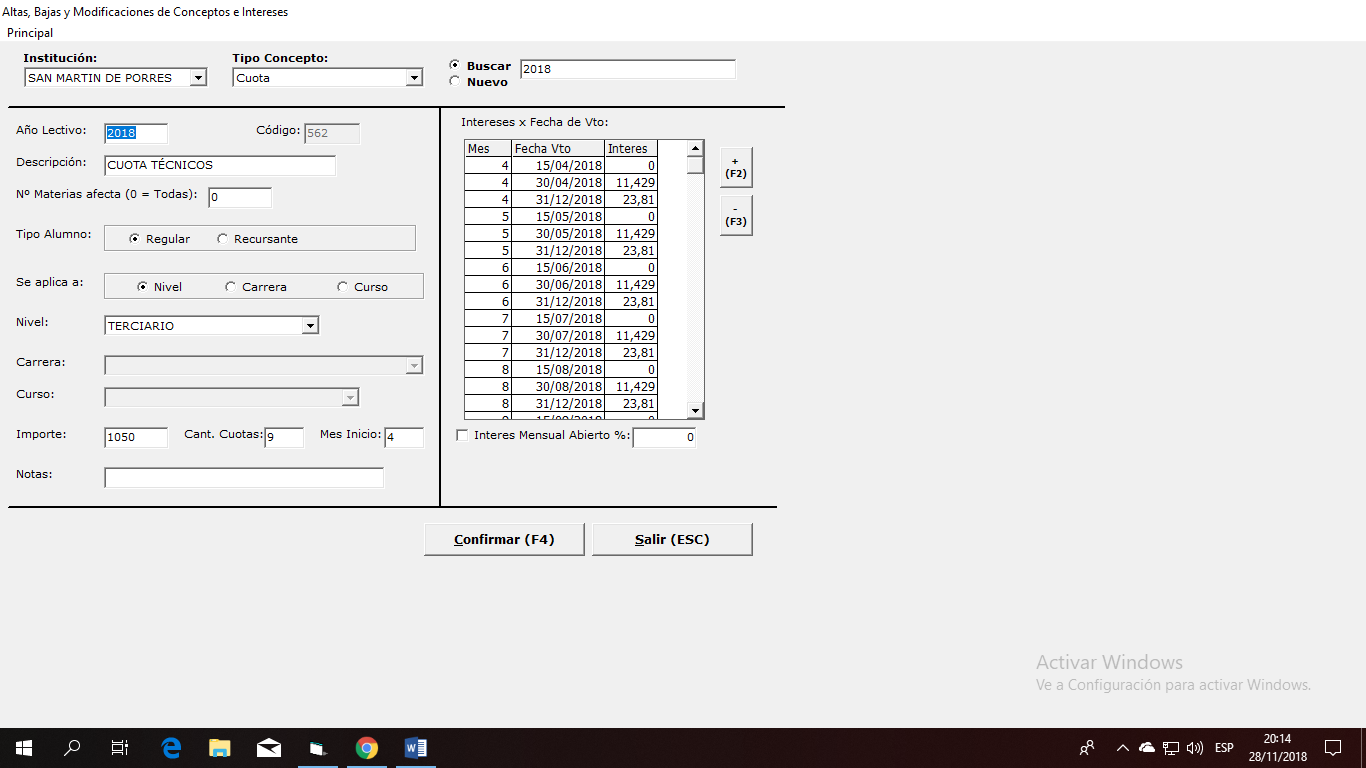 Altas, Bajas y Modificaciones de Conceptos e Intereses
Principal
Institución:
SAN MARTIN DE PORRES
Tipo Concepto:
Cuota
Buscar
2018
Nuevo
Año Lectivo: 2018 Código: 562
Descripción: CUOTA TÉCNICOS
Nº Materias afecta (0 = Todas): 0
Tipo Alumno: Regular Recursante
Se aplica a: Nivel Carrera Curso
Nivel: TERCIARIO
Carrera:
Curso:
Importe: 1050 Cant. Cuotas: 9 Mes Inicio: 4
Notas:
Intereses x Fecha de Vto:
Mes Fecha Vto Interes
4 15/04/2018 0
4 30/04/2018 11,429
4 31/12/2018 23,81
5 15/05/2018 0
5 30/05/2018 11,429
5 31/12/2018 23,81
6 15/06/2018 0
6 30/06/2018 11,429
6 31/12/2018 23,81
7 15/07/2018 0
7 30/07/2018 11,429
7 31/12/2018 23,81
8 15/08/2018 0
8 30/08/2018 11,429
8 31/12/2018 23,81
+
(F2)
-
(F3)
Interes Mensual Abierto %: 0
Confirmar (F4) Salir (ESC)
Activar Windows
Ve a Configuración para activar Windows.
ESP
20:14
28/11/2018